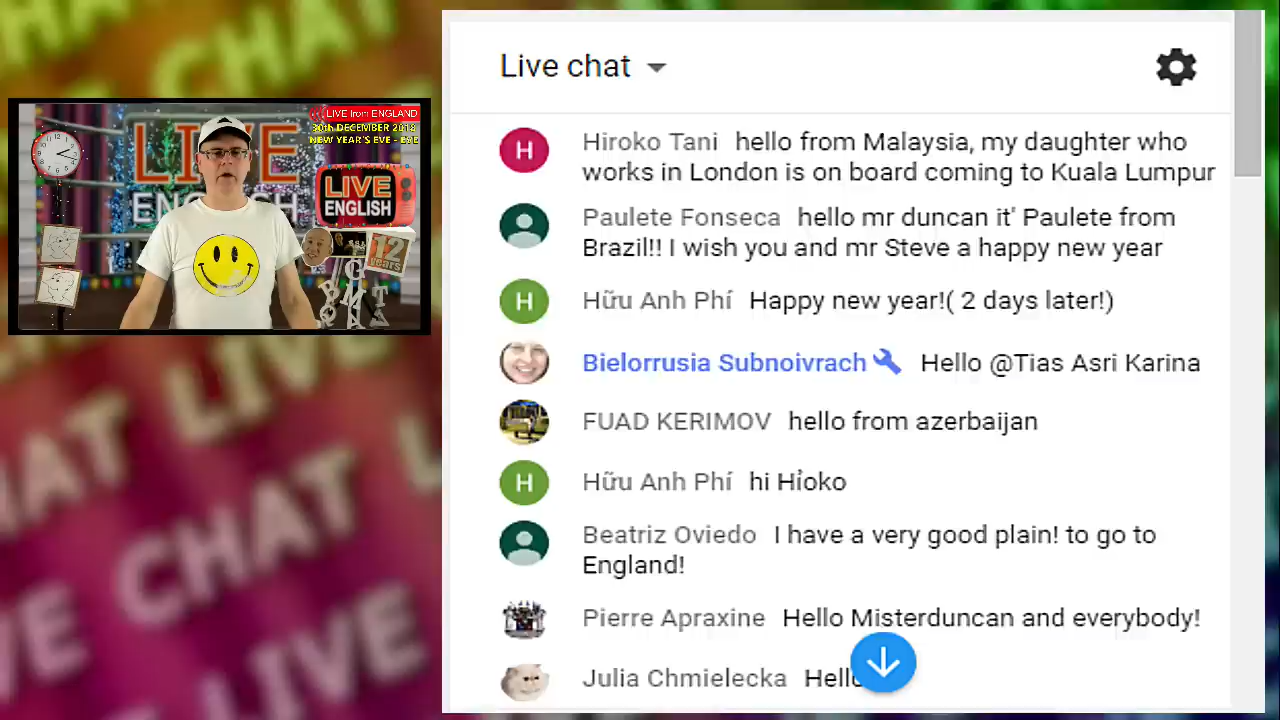 LIVE from ENGLAND
30th DECEMBER 2018
NEW YEAR'S EVE - EVE
LIVE
ENGLISH
LIVE
ENGLISH
12
years
Live chat
H Hiroko Tani hello from Malaysia, my daughter who
works in London is on board coming to Kuala Lumpur
Paulete Fonseca hello mr duncan it' Paulete from
Brazil!! I wish you and mr Steve a happy new year
H Hữu Anh Phí Happy new year!( 2 days later!)
Bielorrusia Subnoivrach Hello @Tias Asri Karina
FUAD KERIMOV hello from azerbaijan
H Hữu Anh Phí hi Hỉoko
Beatriz Oviedo I have a very good plain! to go to
England!
Pierre Apraxine Hello Misterduncan and everybody!
Julia Chmielecka Hello
CHAT
CHAT
CHAT LIVE
LIVE CHAT
LIVE